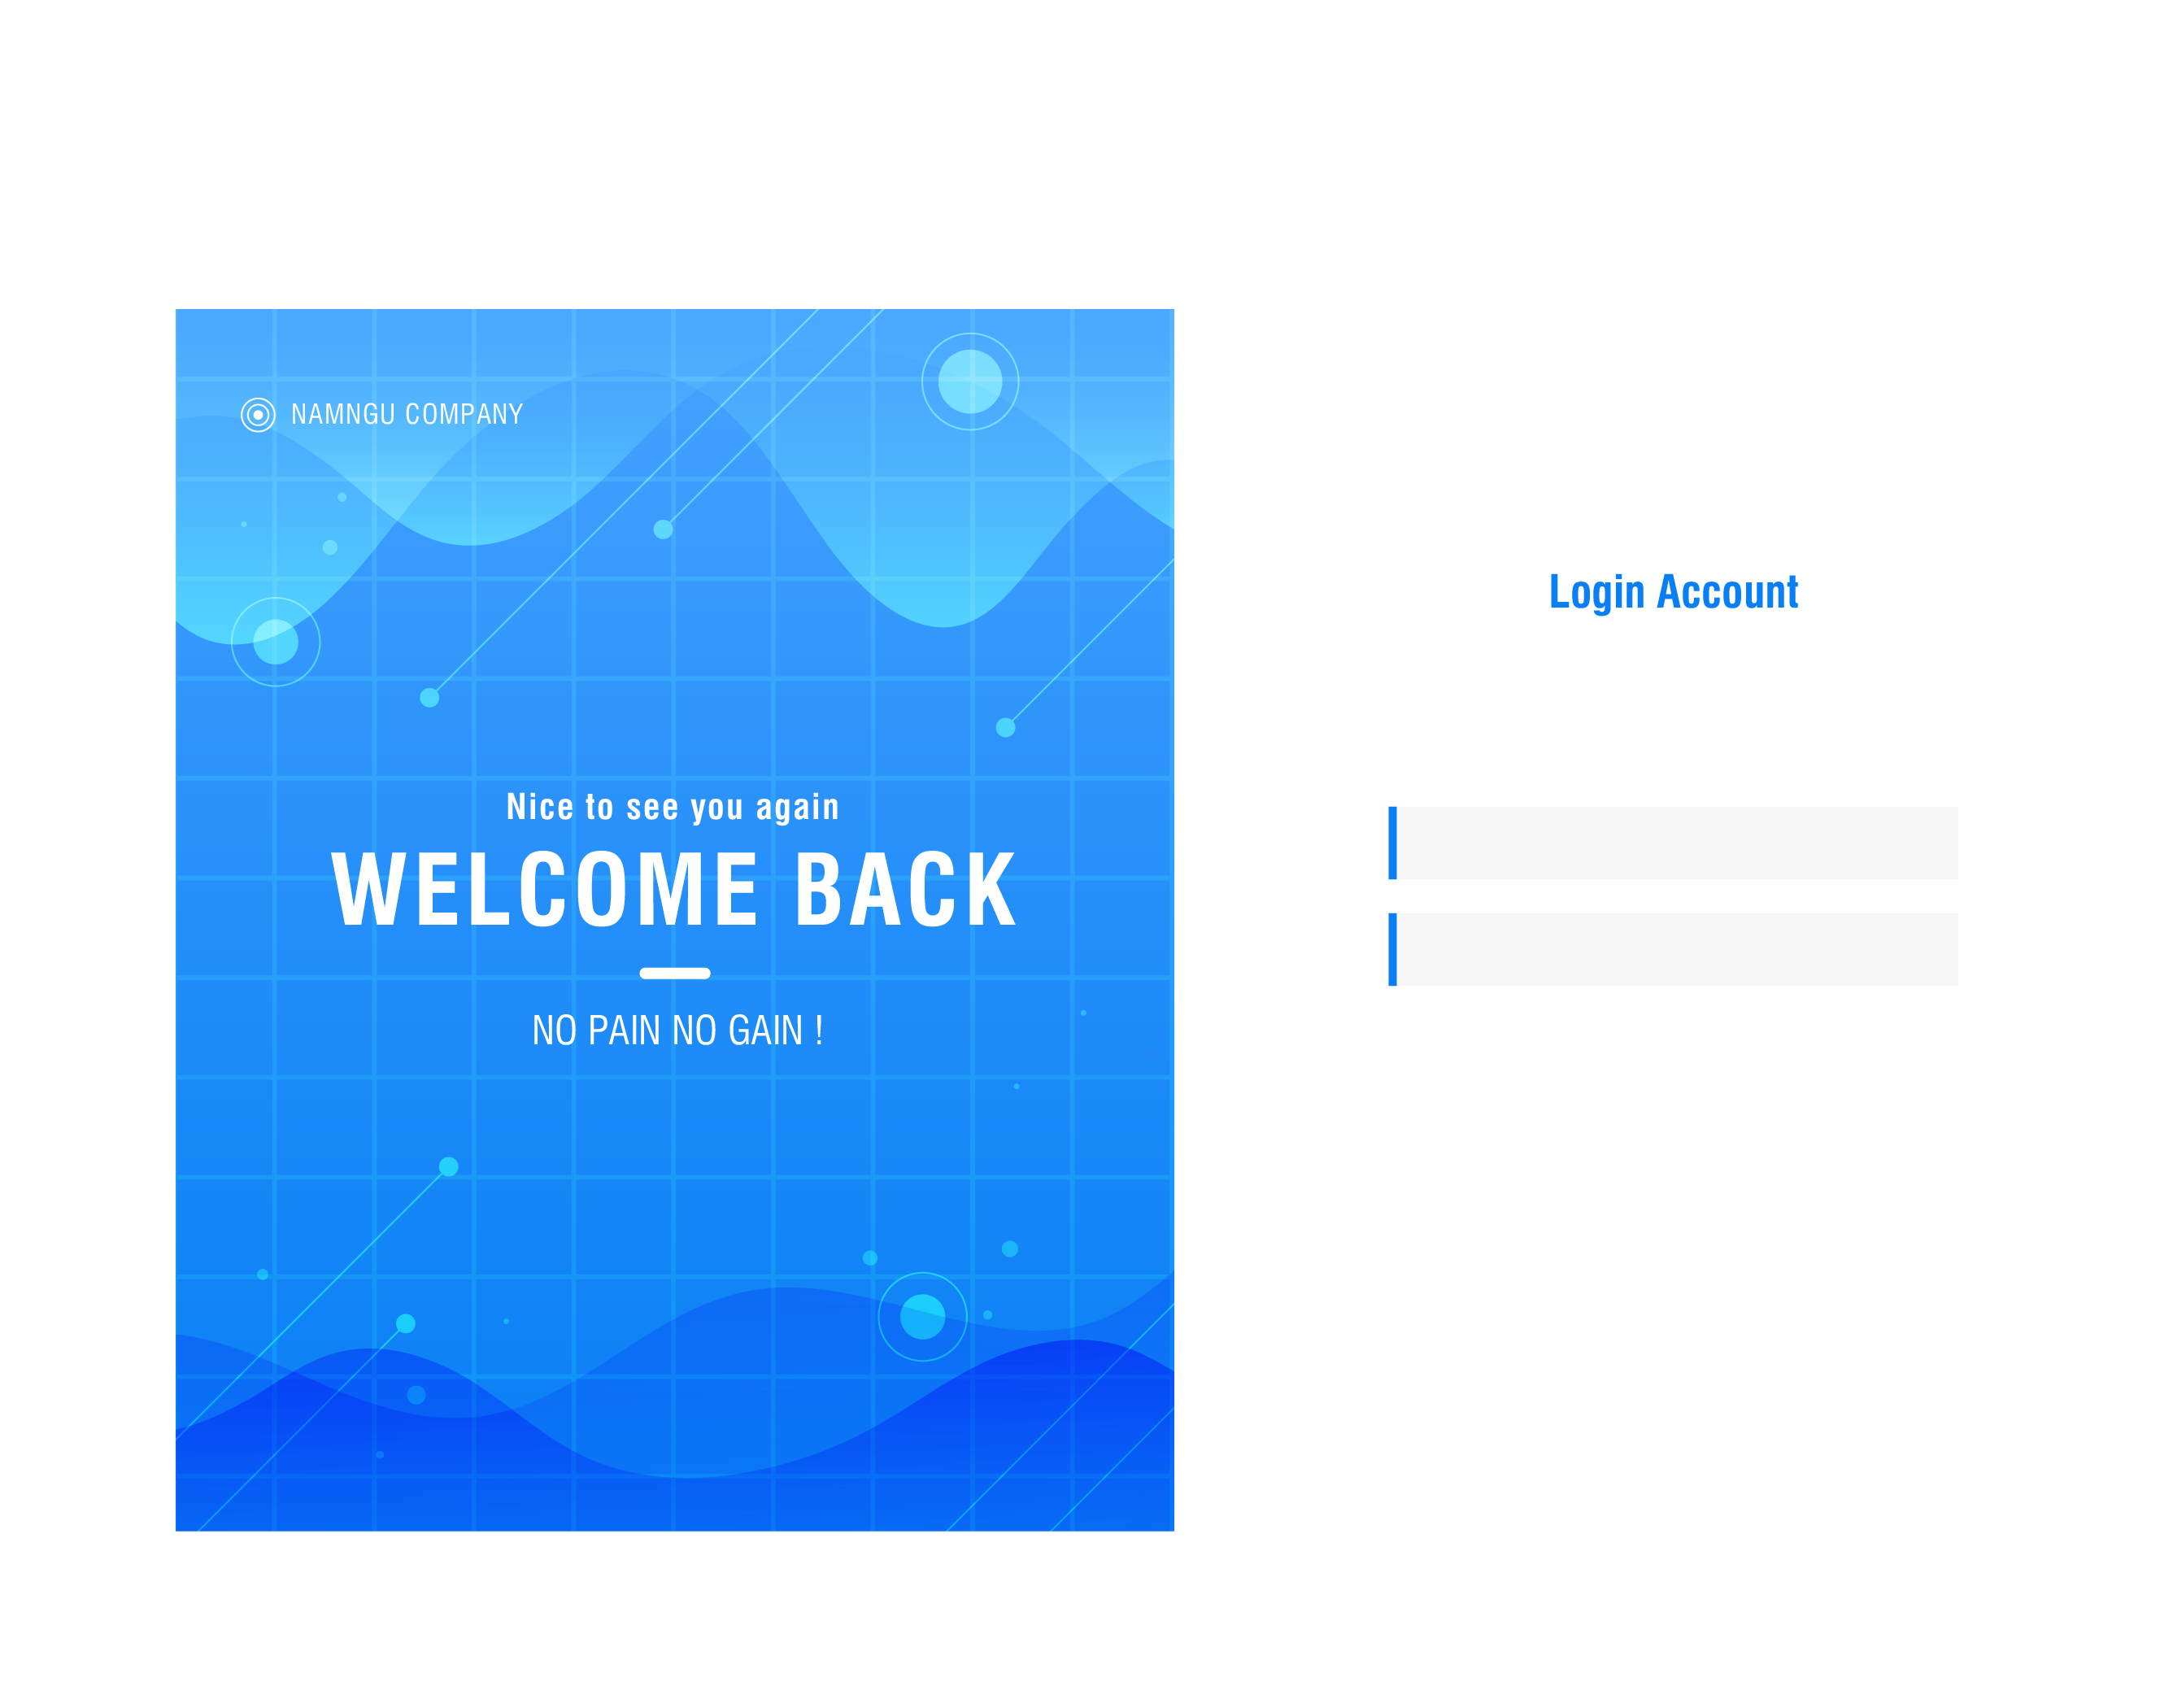 NAMNGU COMPANY
Nice to see you again
WELCOME BACK
NO PAIN NO GAIN !
Login Account